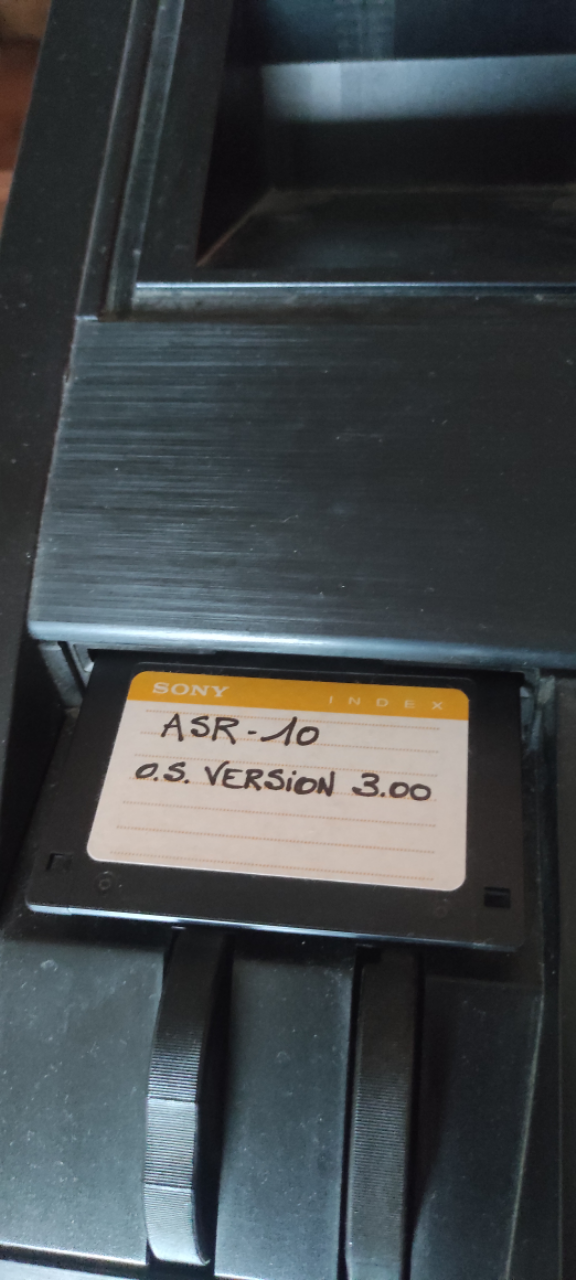 SONY
INDEX
ASR-10
O.S. VERSiON 3.00